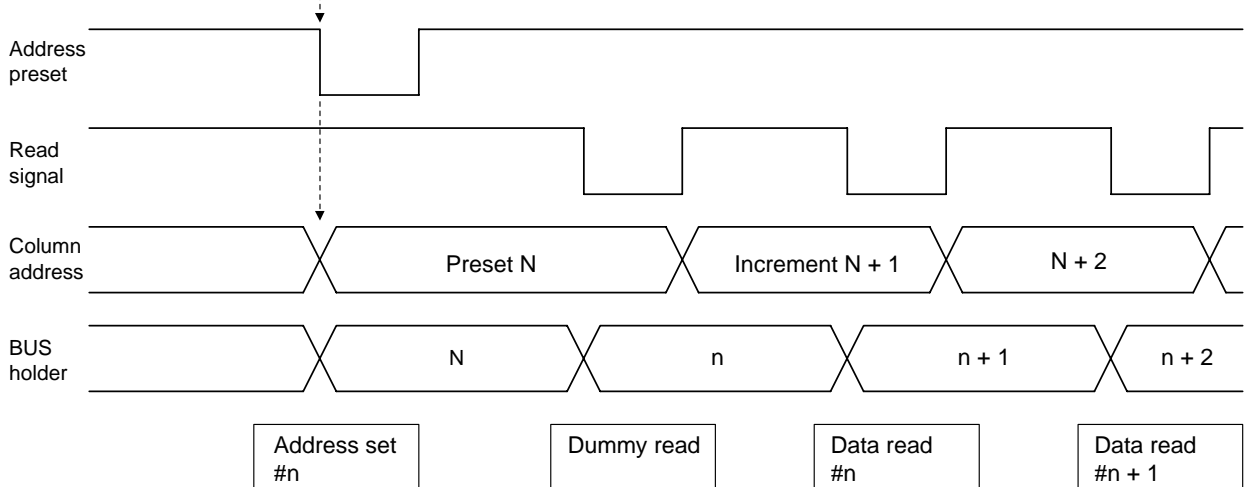 Address
preset
Read
signal
Column
address
Preset N
Increment N + 1
N + 2
BUS
holder
N
n
n + 1
n + 2
Address set
#n
Dummy read
Data read
#n
Data read
#n + 1